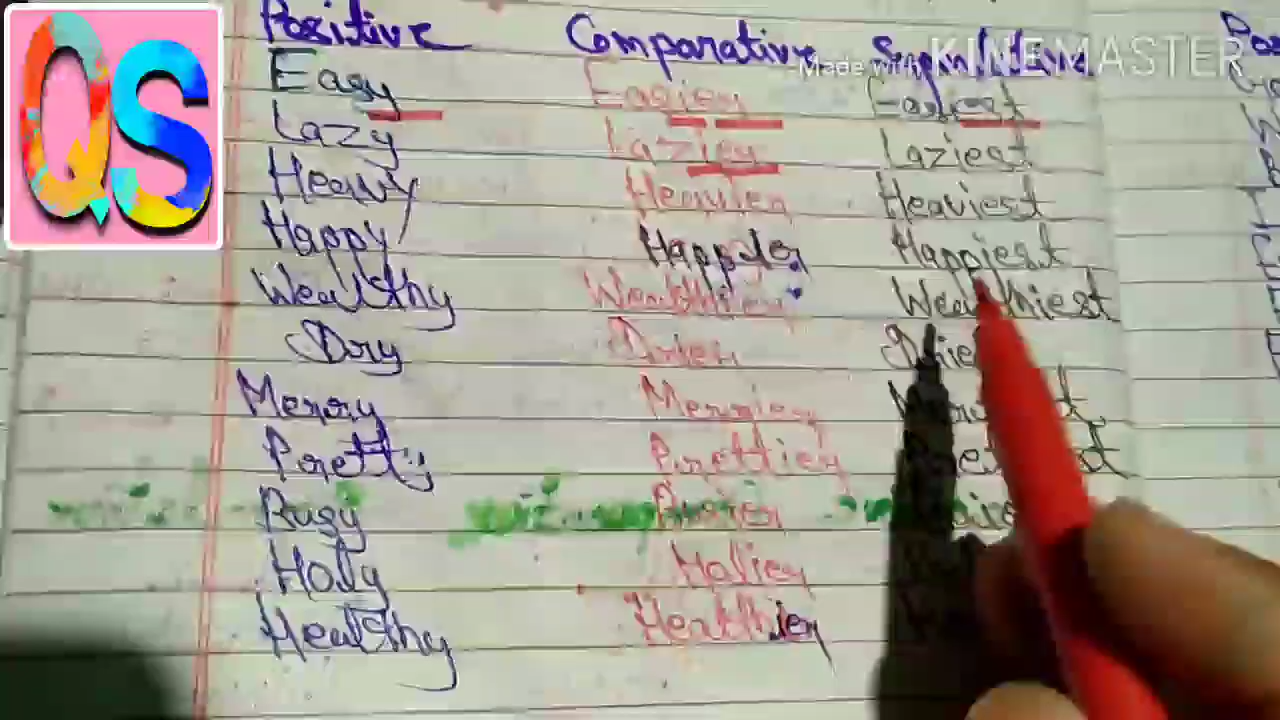 QS
Positive Comparative Superlative
Made with KINEMASTER
Easy Easier Easiest
Lazy Lazier Laziest
Heavy Heavier Heaviest
Happy Happier Happiest
Wealthy Wealthier Wealthiest
Dry Drier
Merry Merrier
Pretty Prettier
Busy Busier
Holy Holier
Healthy Healthier